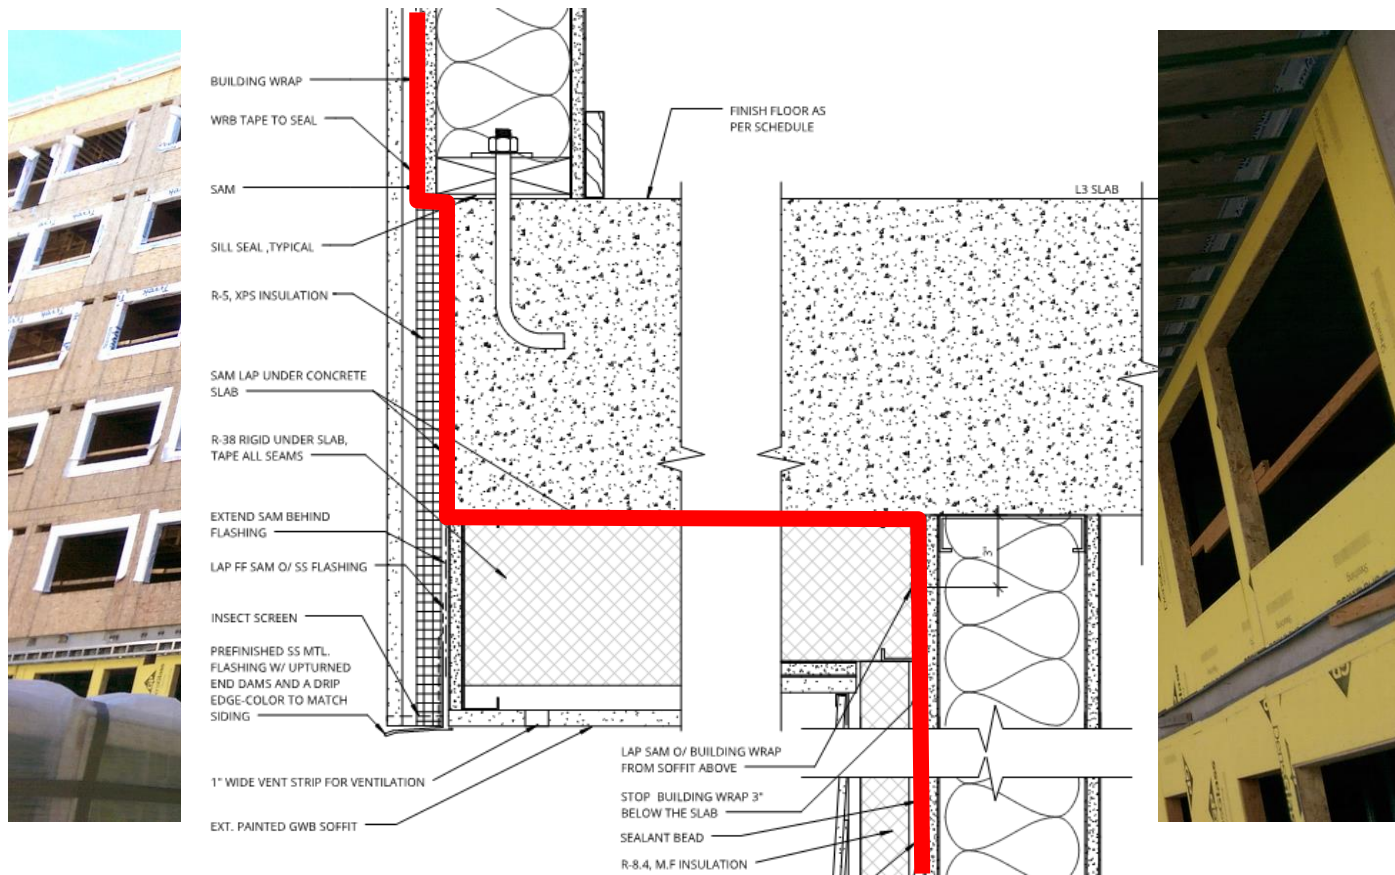 BUILDING WRAP
WRB TAPE TO SEAL
SAM
SILL SEAL ,TYPICAL
R-5, XPS INSULATION
SAM LAP UNDER CONCRETE
SLAB
R-38 RIGID UNDER SLAB,
TAPE ALL SEAMS
EXTEND SAM BEHIND
FLASHING
LAP FF SAM O/ SS FLASHING
INSECT SCREEN
PREFINISHED SS MTL.
FLASHING W/ UPTURNED
END DAMS AND A DRIP
EDGE-COLOR TO MATCH
SIDING
1" WIDE VENT STRIP FOR VENTILATION
EXT. PAINTED GWB SOFFIT
FINISH FLOOR AS
PER SCHEDULE
L3 SLAB
3"
LAP SAM O/ BUILDING WRAP
FROM SOFFIT ABOVE
STOP BUILDING WRAP 3"
BELOW THE SLAB
SEALANT BEAD
R-8.4, M.F INSULATION